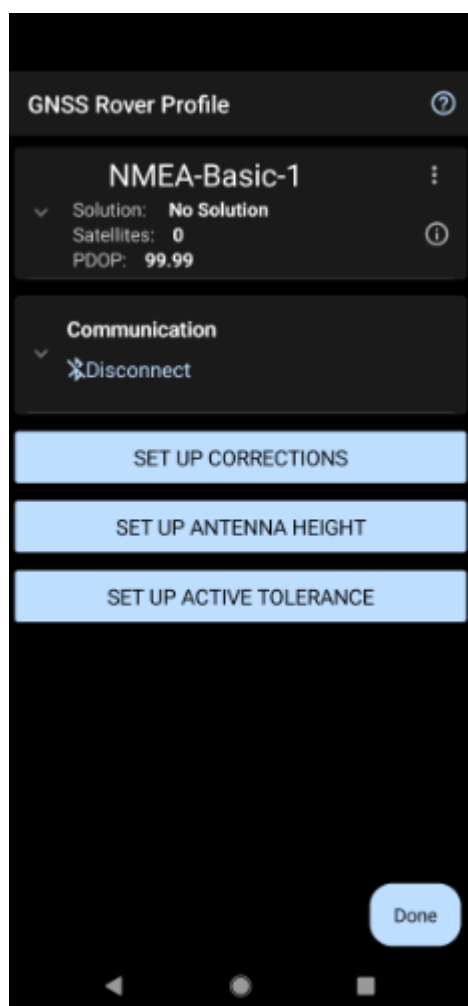 GNSS Rover Profile
NMEA-Basic-1
Solution: No Solution
Satellites: 0
PDOP: 99.99
Communication
Disconnect
SET UP CORRECTIONS
SET UP ANTENNA HEIGHT
SET UP ACTIVE TOLERANCE
Done